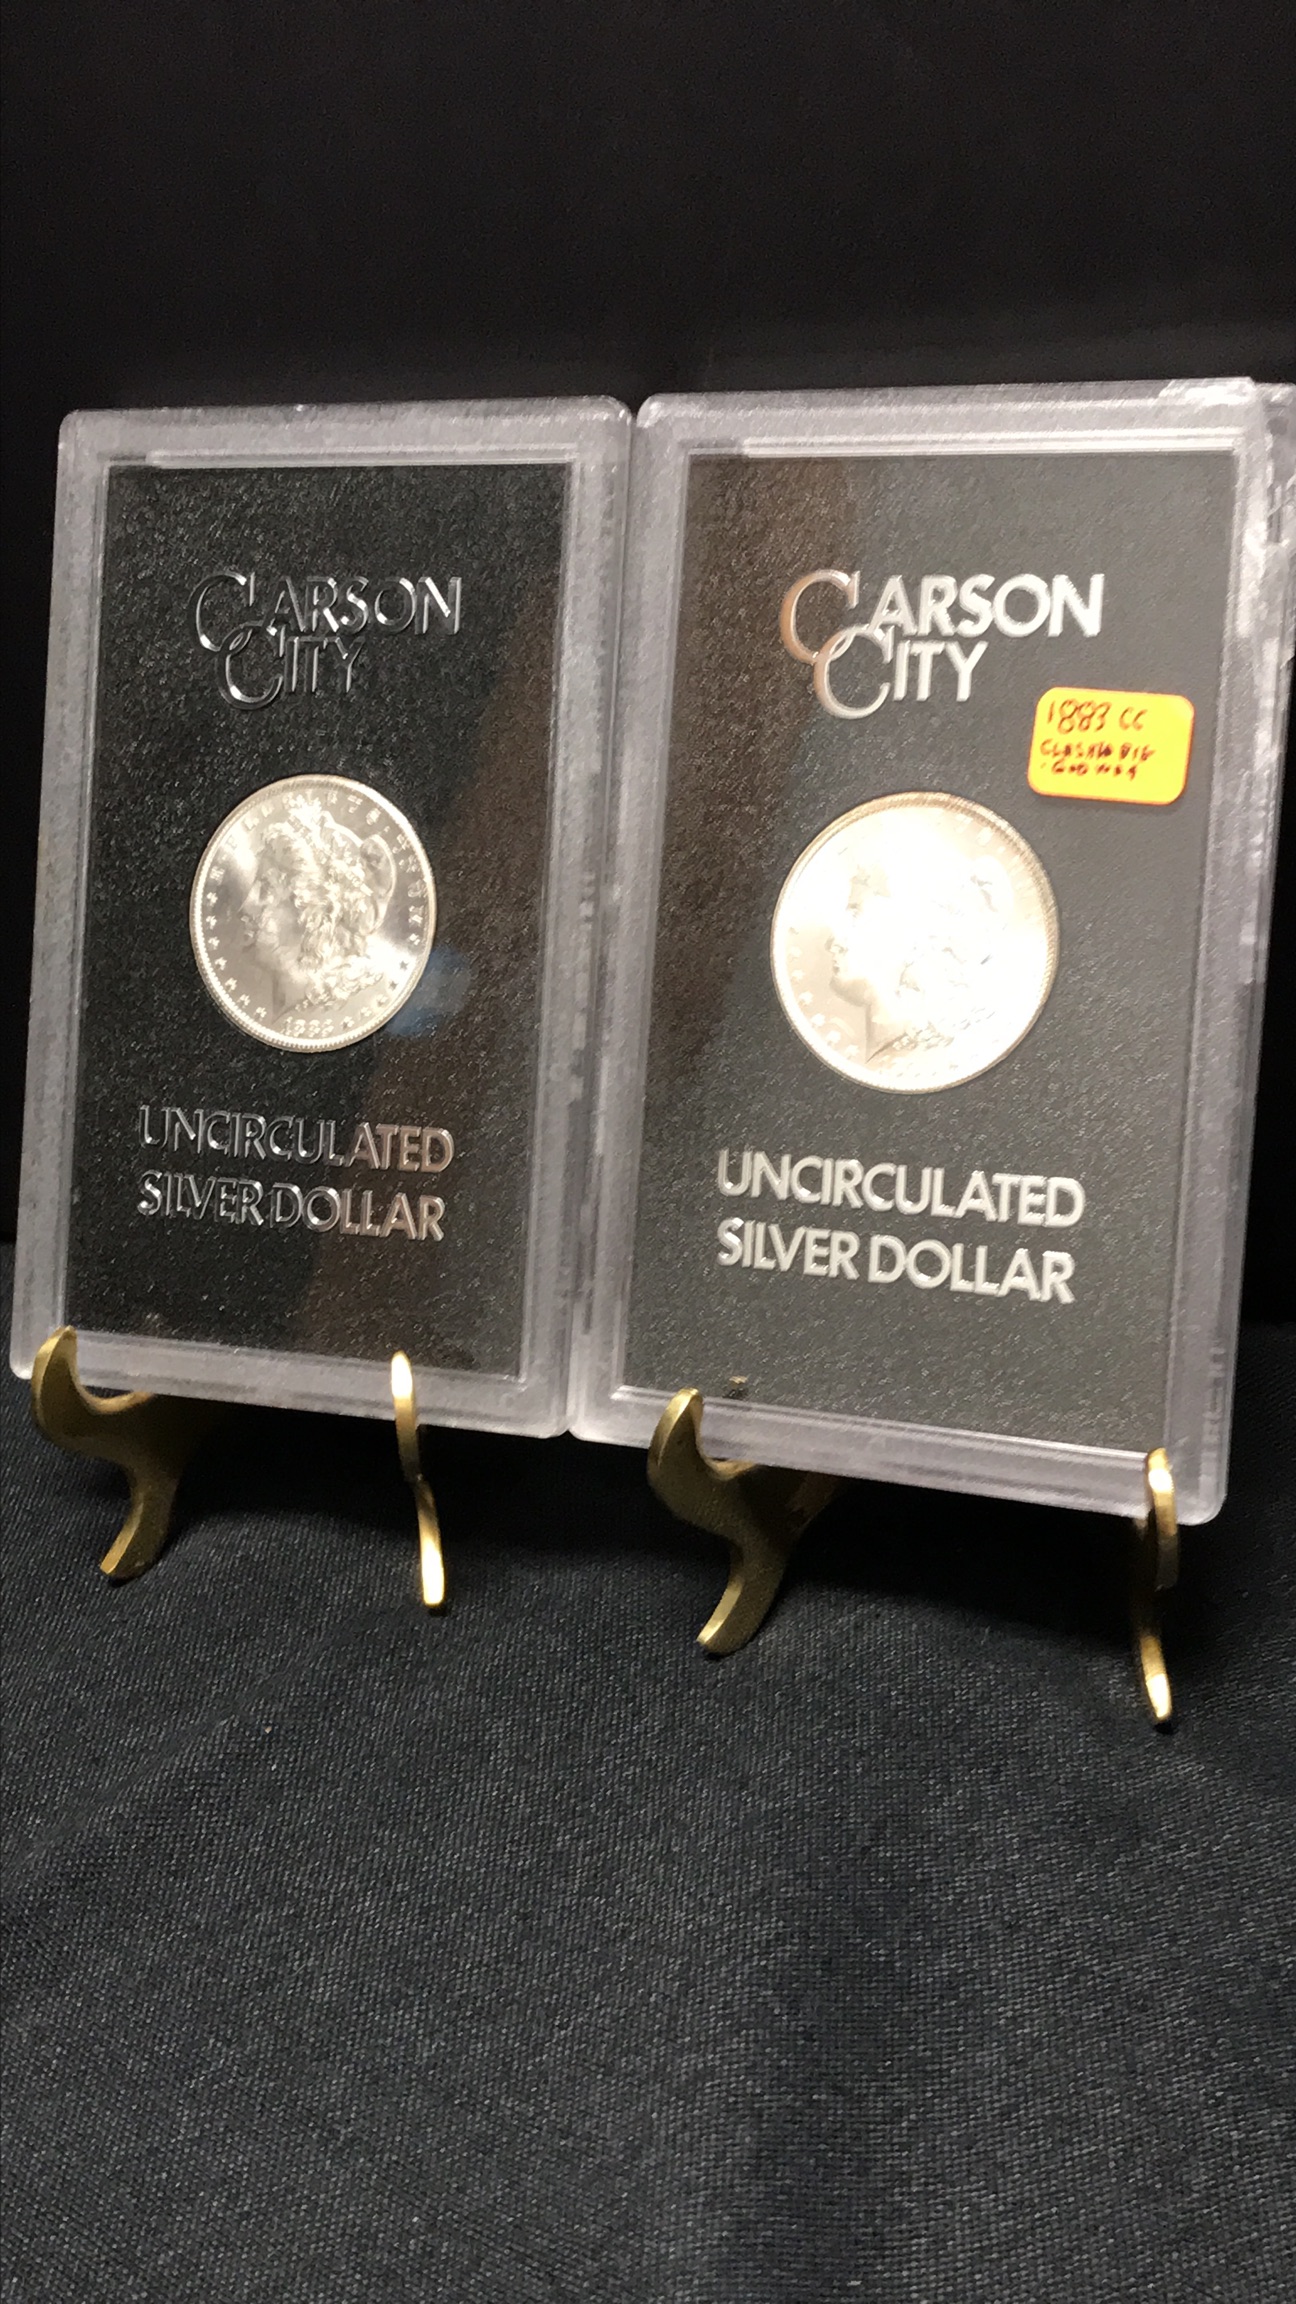 CARSON
CITY
UNCIRCULATED
SILVER DOLLAR
CARSON
CITY
1883 CC
UNCIRCULATED
SILVER DOLLAR